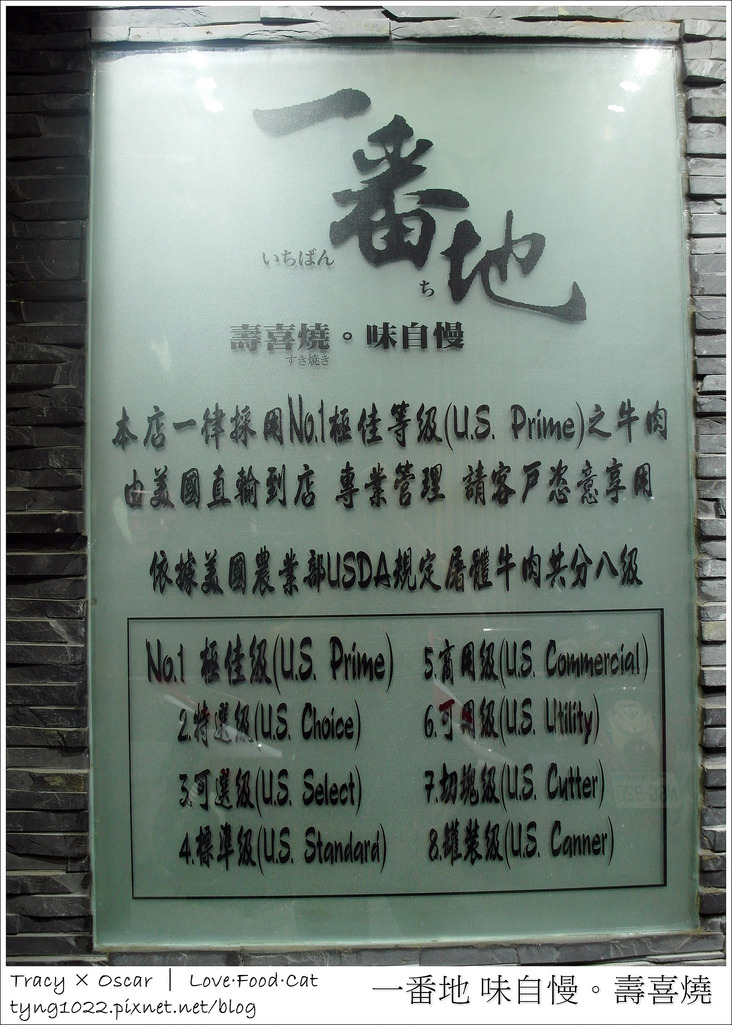 一番地
いちばん
ち
壽喜燒。味自慢
すき焼き
本店一律採用No.1極佳等級(U.S. Prime)之牛肉
由美國直輸到店 專業管理 請客戶恣意享用
依據美國農業部USDA規定屠體牛肉共分八級
No.1 極佳級(U.S. Prime)
2.特選級(U.S. Choice)
3.可選級(U.S. Select)
4.標準級(U.S. Standard)
5.商用級(U.S. Commercial)
6.可用級(U.S. Utility)
7.切塊級(U.S. Cutter)
8.罐裝級(U.S. Canner)
Tracy × Oscar | Love·Food·Cat
tyng1022.pixnet.net/blog
一番地 味自慢。壽喜燒